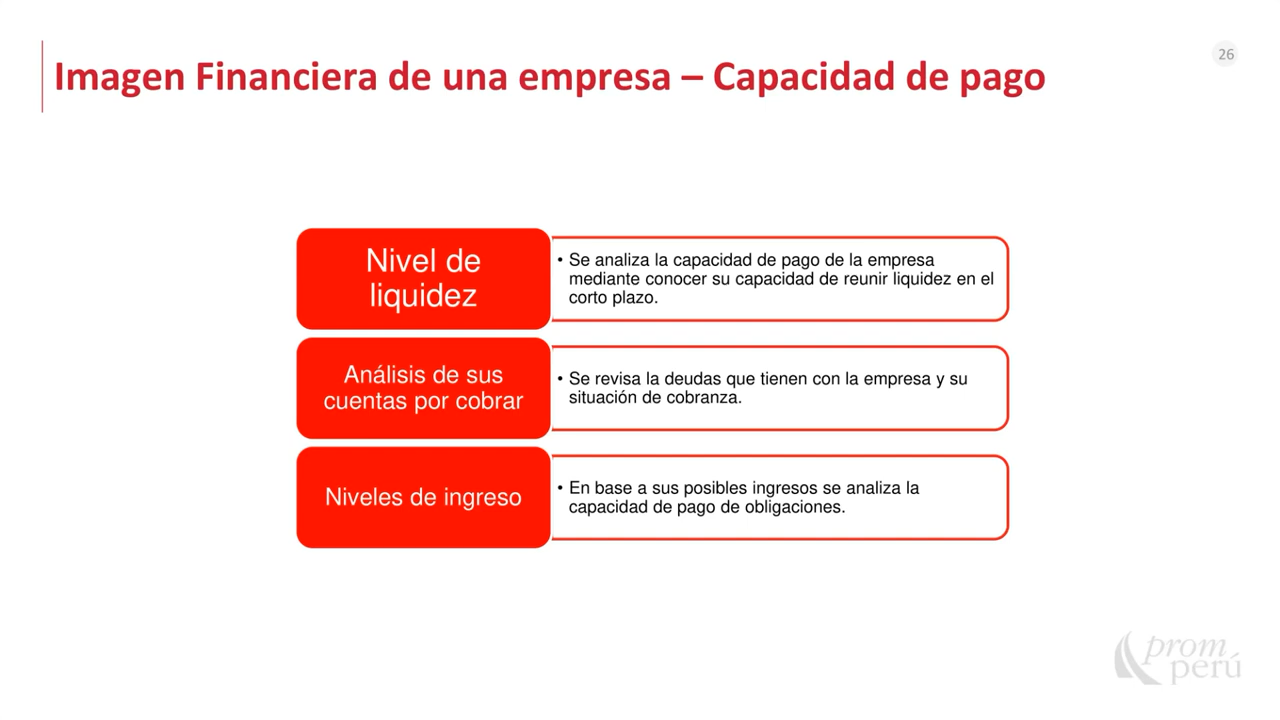 26
Imagen Financiera de una empresa – Capacidad de pago
Nivel de
liquidez
• Se analiza la capacidad de pago de la empresa
mediante conocer su capacidad de reunir liquidez en el
corto plazo.
Análisis de sus
cuentas por cobrar
• Se revisa la deudas que tienen con la empresa y su
situación de cobranza.
Niveles de ingreso
• En base a sus posibles ingresos se analiza la
capacidad de pago de obligaciones.
prom
perú